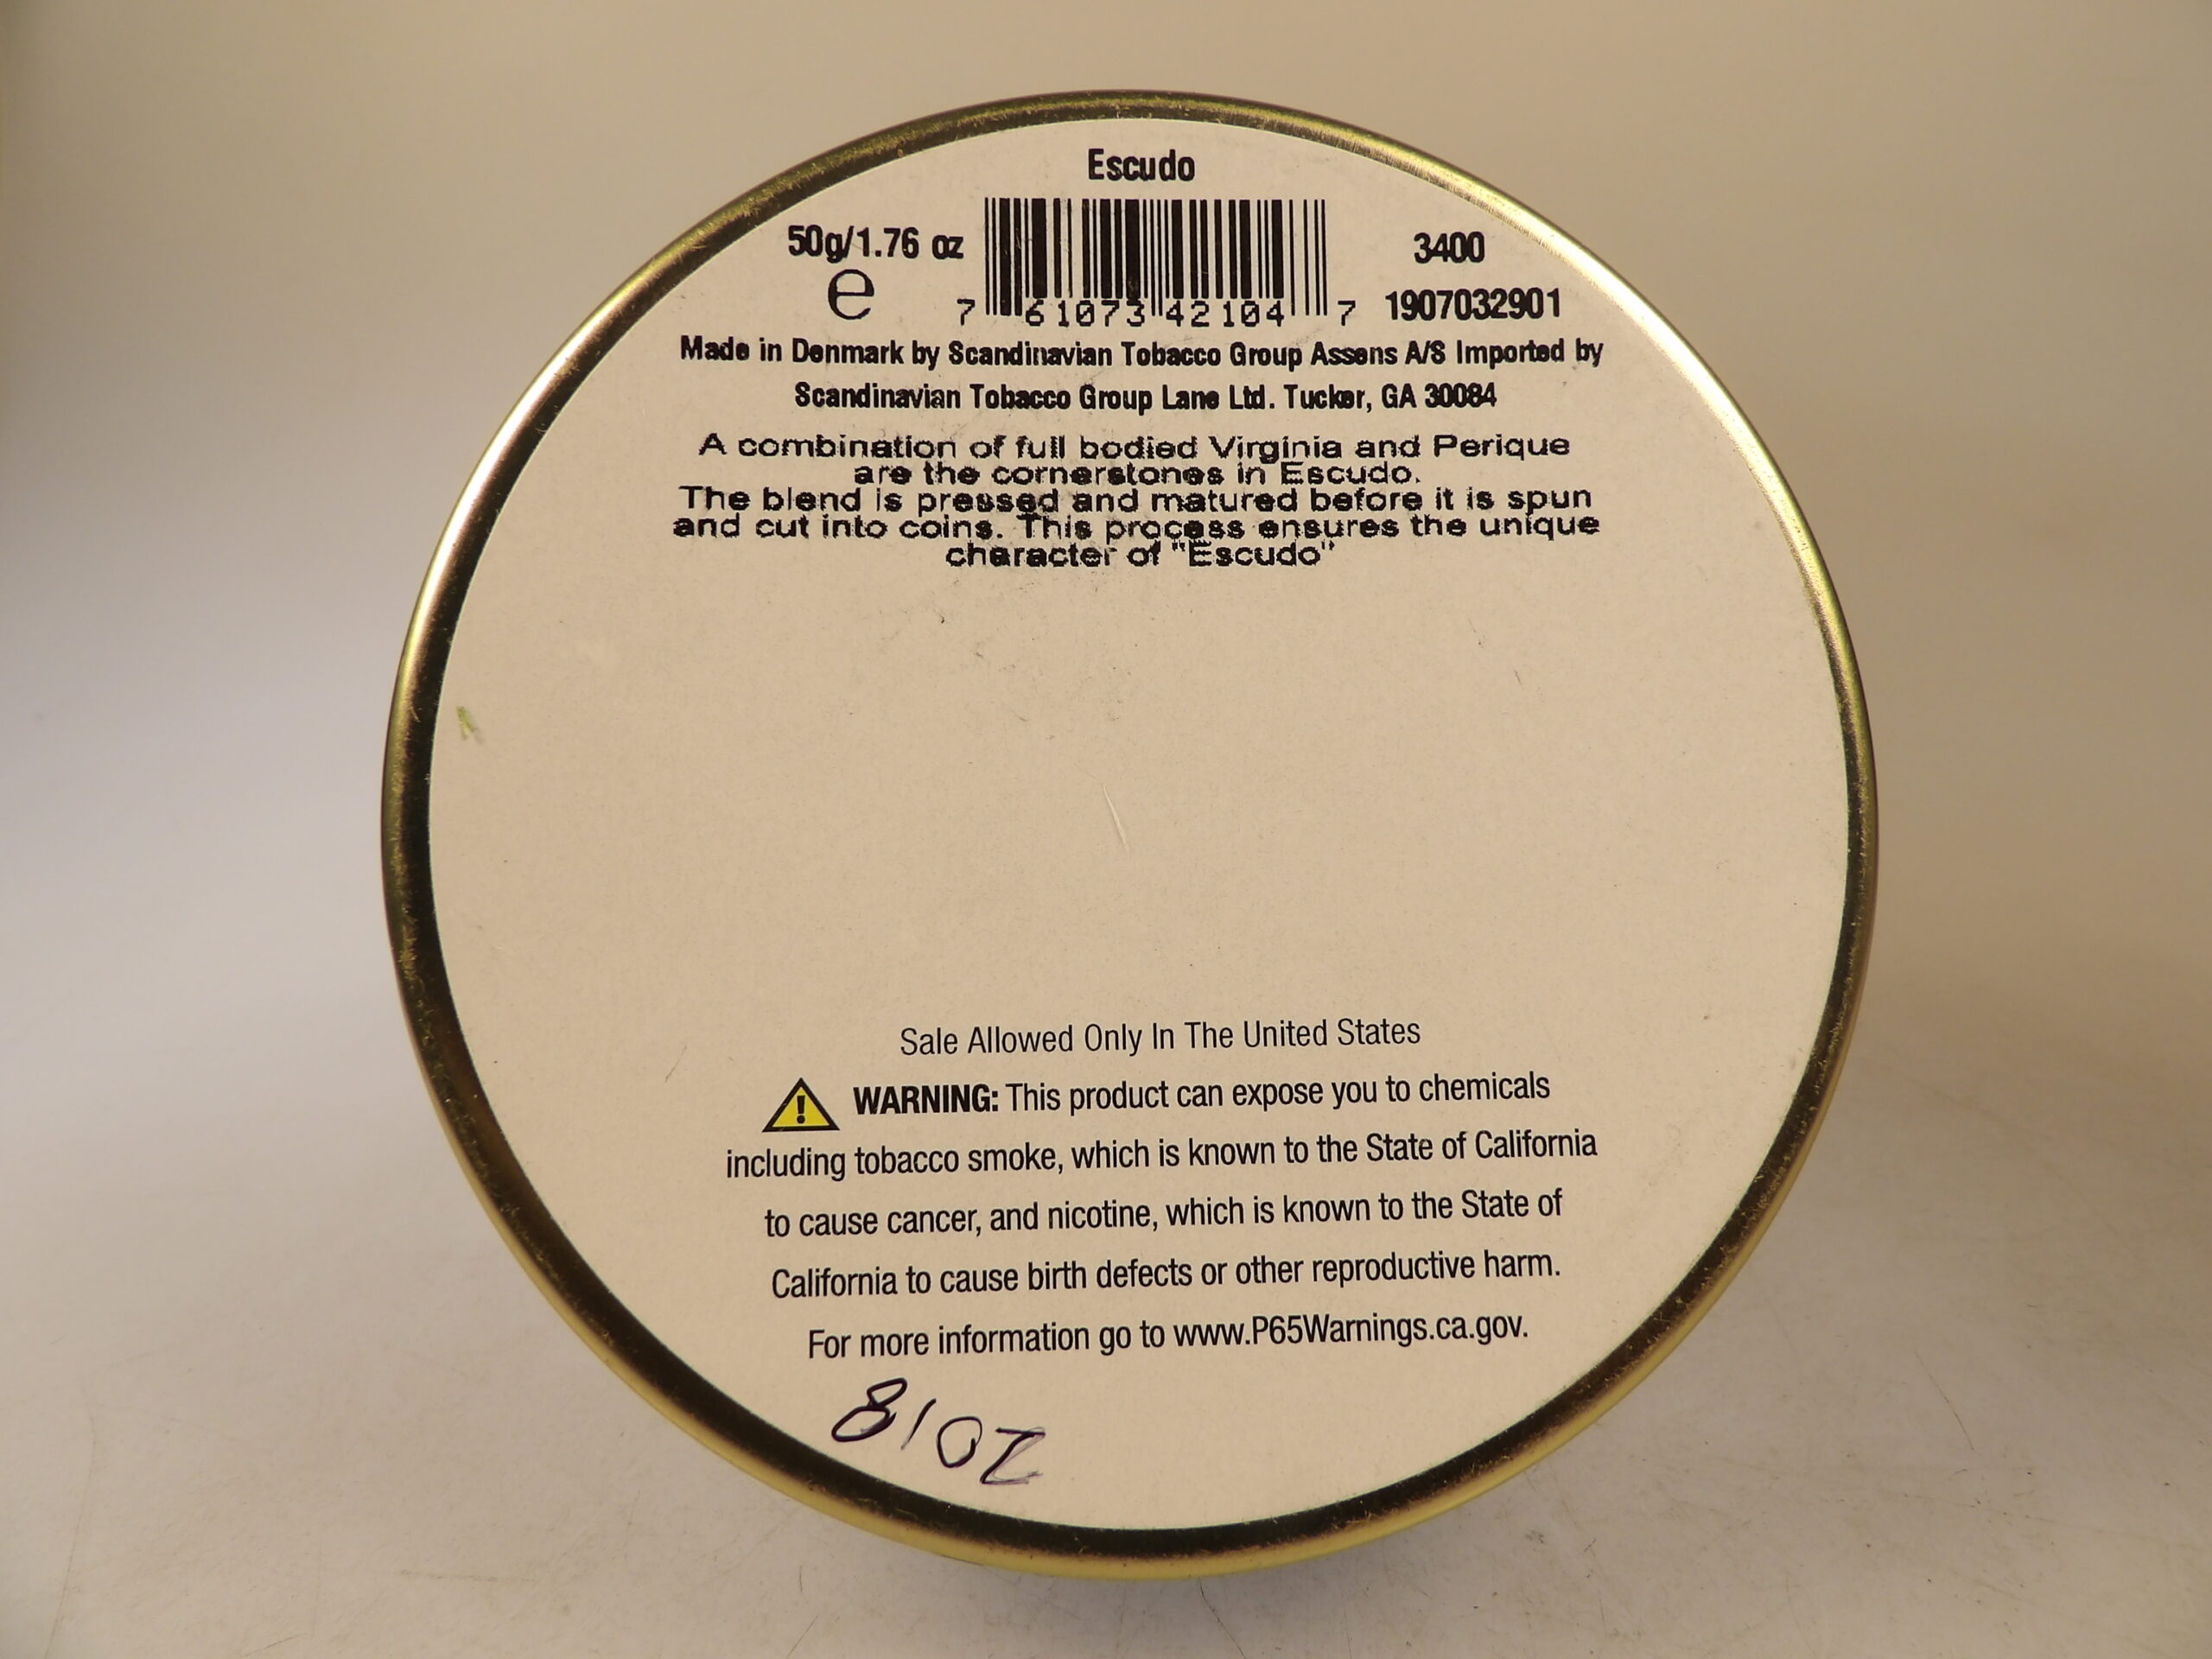 Escudo
50g/1.76 oz
e
7 61073 42104 7
3400
1907032901
Made in Denmark by Scandinavian Tobacco Group Assens A/S Imported by
Scandinavian Tobacco Group Lane Ltd. Tucker, GA 30084
A combination of full bodied Virginia and Perique
are the cornerstones in Escudo.
The blend is pressed and matured before it is spun
and cut into coins. This process ensures the unique
character of "Escudo"
Sale Allowed Only In The United States
WARNING: This product can expose you to chemicals
including tobacco smoke, which is known to the State of California
to cause cancer, and nicotine, which is known to the State of
California to cause birth defects or other reproductive harm.
For more information go to www.P65Warnings.ca.gov.
2018